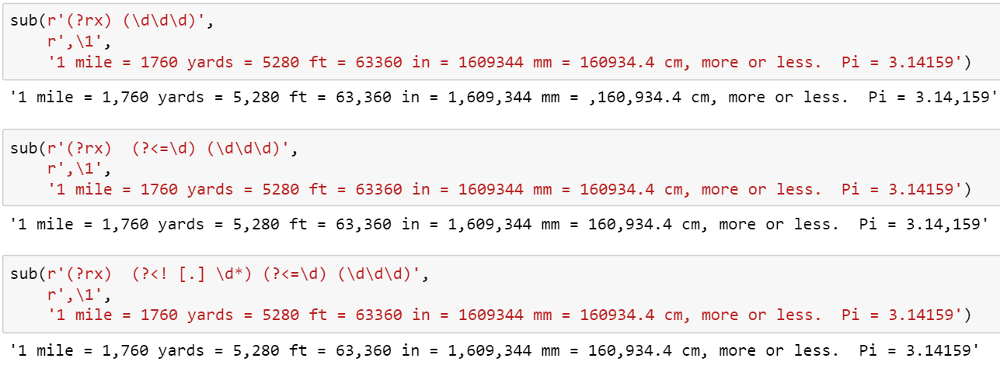 sub(r'(?rx) (\d\d\d)',
r',\1',
'1 mile = 1760 yards = 5280 ft = 63360 in = 1609344 mm = 160934.4 cm, more or less.  Pi = 3.14159')
'1 mile = 1,760 yards = 5,280 ft = 63,360 in = 1,609,344 mm = ,160,934.4 cm, more or less.  Pi = 3.14,159'
sub(r'(?rx)  (?<=\d) (\d\d\d)',
r',\1',
'1 mile = 1760 yards = 5280 ft = 63360 in = 1609344 mm = 160934.4 cm, more or less.  Pi = 3.14159')
'1 mile = 1,760 yards = 5,280 ft = 63,360 in = 1,609,344 mm = 160,934.4 cm, more or less.  Pi = 3.14,159'
sub(r'(?rx)  (?<! [.] \d*) (?<=\d) (\d\d\d)',
r',\1',
'1 mile = 1760 yards = 5280 ft = 63360 in = 1609344 mm = 160934.4 cm, more or less.  Pi = 3.14159')
'1 mile = 1,760 yards = 5,280 ft = 63,360 in = 1,609,344 mm = 160,934.4 cm, more or less.  Pi = 3.14159'